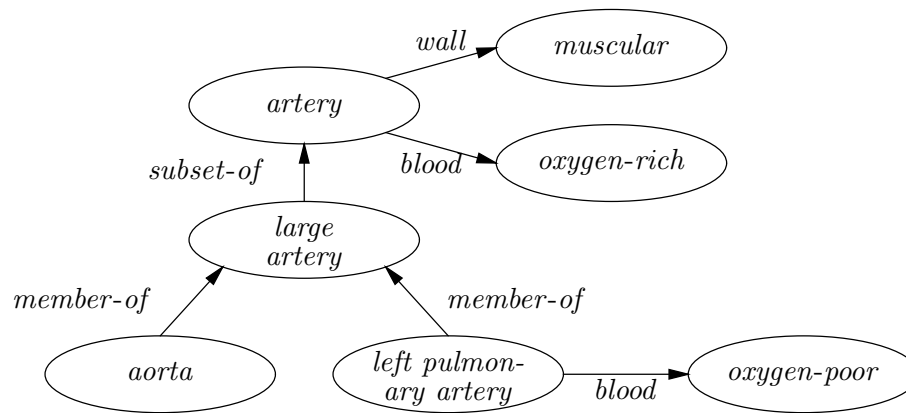 wall
muscular
artery
blood
oxygen-rich
subset-of
large
artery
member-of
member-of
aorta
left pulmon-
ary artery
blood
oxygen-poor